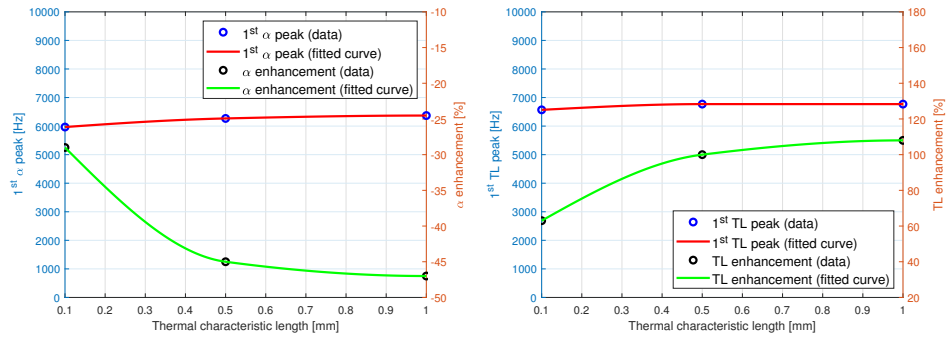 10000
9000
8000
7000
6000
5000
4000
3000
2000
1000
0
1st α peak [Hz]
1st α peak (data)
1st α peak (fitted curve)
α enhancement (data)
α enhancement (fitted curve)
-10
-15
-20
-25
-30
-35
-40
-45
-50
α enhancement [%]
0.1 0.2 0.3 0.4 0.5 0.6 0.7 0.8 0.9 1
Thermal characteristic length [mm]
10000
9000
8000
7000
6000
5000
4000
3000
2000
1000
0
1st TL peak [Hz]
1st TL peak (data)
1st TL peak (fitted curve)
TL enhancement (data)
TL enhancement (fitted curve)
180
160
140
120
100
80
60
40
20
TL enhancement [%]
0.1 0.2 0.3 0.4 0.5 0.6 0.7 0.8 0.9 1
Thermal characteristic length [mm]